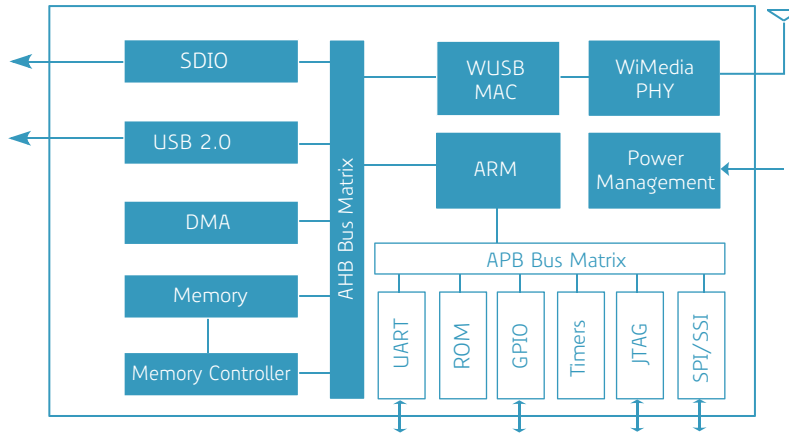 SDIO
USB 2.0
DMA
Memory
Memory Controller
AHB Bus Matrix
WUSB
MAC
WiMedia
PHY
ARM
Power
Management
APB Bus Matrix
UART
ROM
GPIO
Timers
JTAG
SPI/SSI